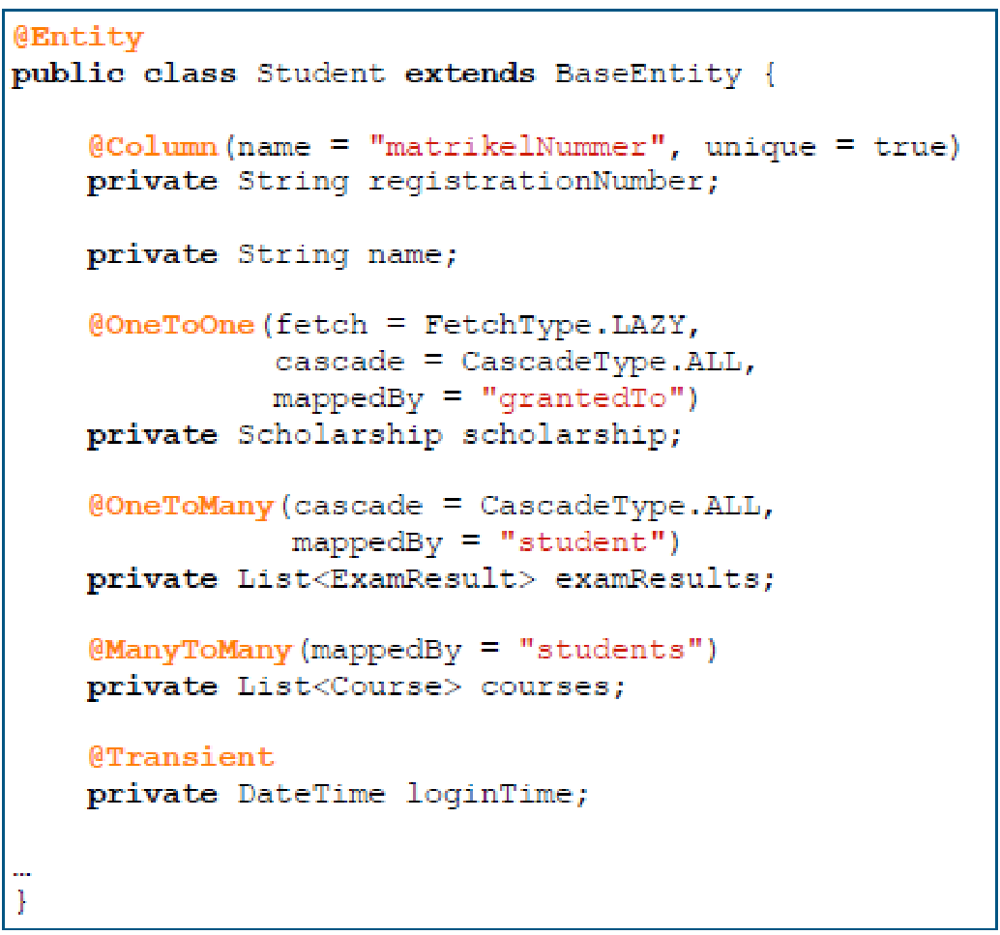 @Entity
public class Student extends BaseEntity {
@Column(name = "matrikelNummer", unique = true)
private String registrationNumber;
private String name;
@OneToOne(fetch = FetchType.LAZY,
cascade = CascadeType.ALL,
mappedBy = "grantedTo")
private Scholarship scholarship;
@OneToMany(cascade = CascadeType.ALL,
mappedBy = "student")
private List<ExamResult> examResults;
@ManyToMany(mappedBy = "students")
private List<Course> courses;
@Transient
private DateTime loginTime;
…
}